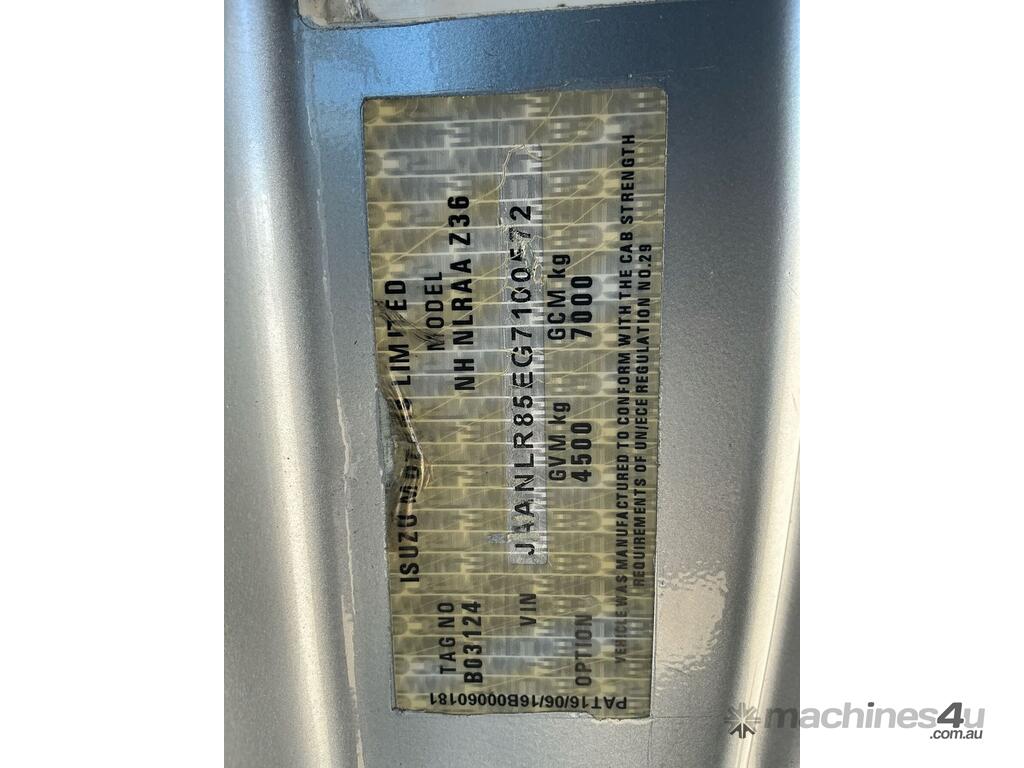 ISUZU MOTORS LIMITED
TAG NO MODEL
B03124 NH NLRAA Z36
VIN JAANLR85EG7100572
GVM kg GCM kg
OPTION 4500 7000
VEHICLE WAS MANUFACTURED TO CONFORM WITH THE CAB STRENGTH
REQUIREMENTS OF UN/ECE REGULATION NO.29
PAT16/06/16B00060181
machines4u
.com.au